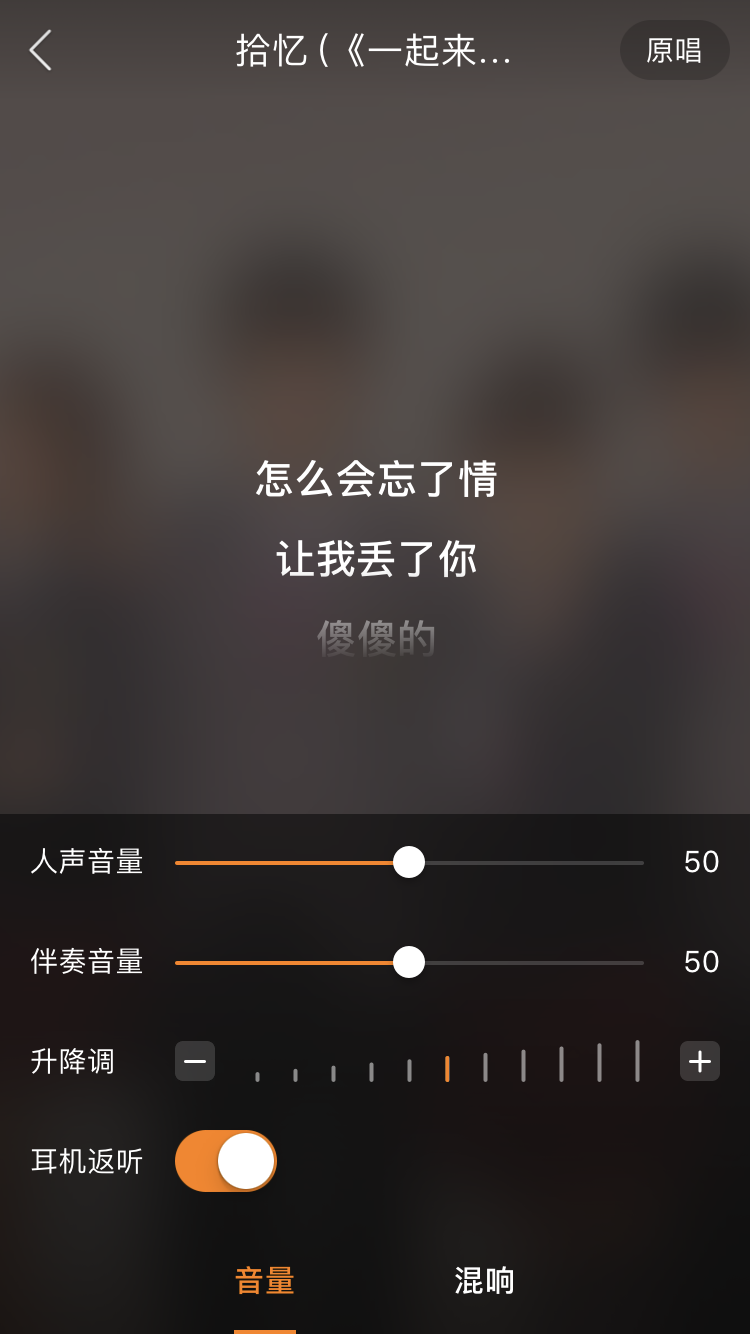 拾忆 (《一起来...
原唱
怎么会忘了情
让我丢了你
傻傻的
人声音量 50
伴奏音量 50
升降调
耳机返听
音量 混响